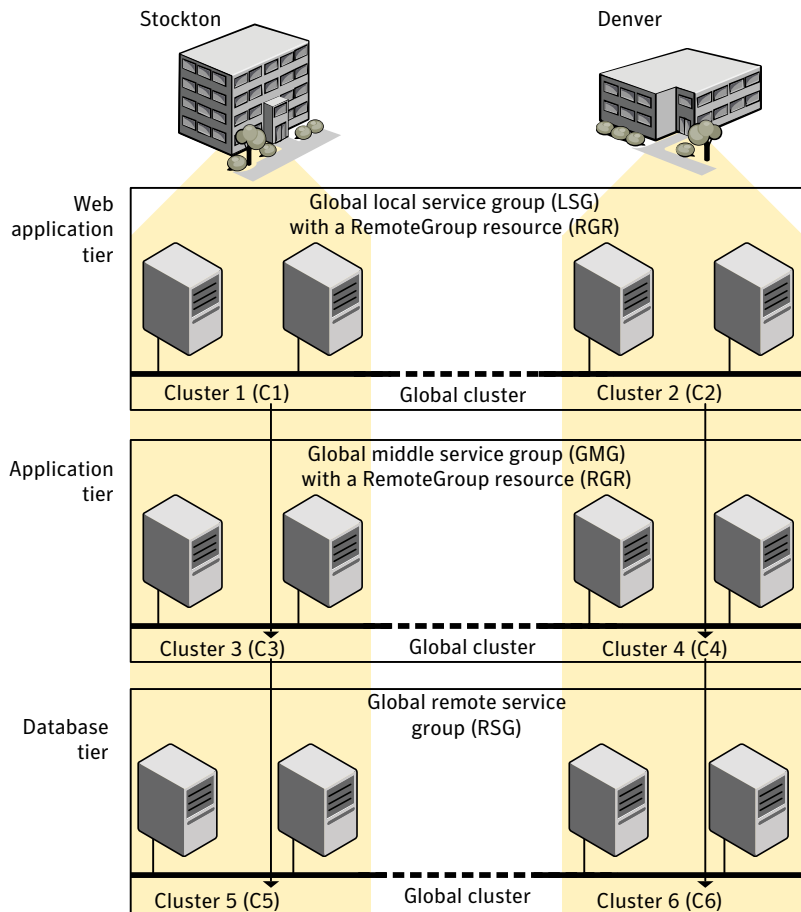 Stockton
Denver
Web
application
tier
Global local service group (LSG)
with a RemoteGroup resource (RGR)
Cluster 1 (C1)
Global cluster
Cluster 2 (C2)
Application
tier
Global middle service group (GMG)
with a RemoteGroup resource (RGR)
Cluster 3 (C3)
Global cluster
Cluster 4 (C4)
Database
tier
Global remote service
group (RSG)
Cluster 5 (C5)
Global cluster
Cluster 6 (C6)